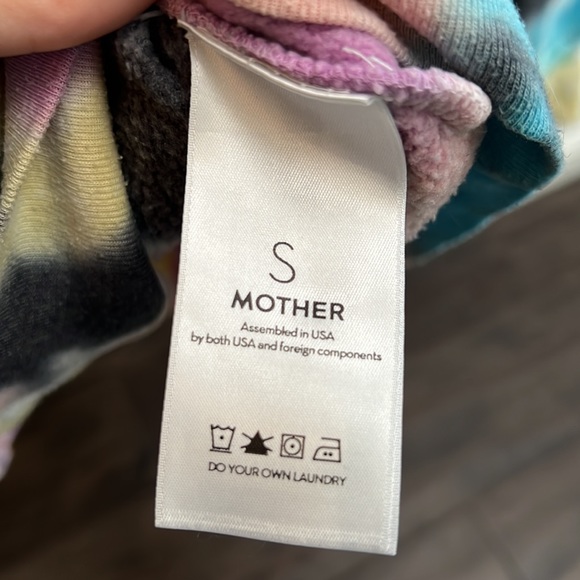 S
MOTHER
Assembled in USA
by both USA and foreign components
DO YOUR OWN LAUNDRY